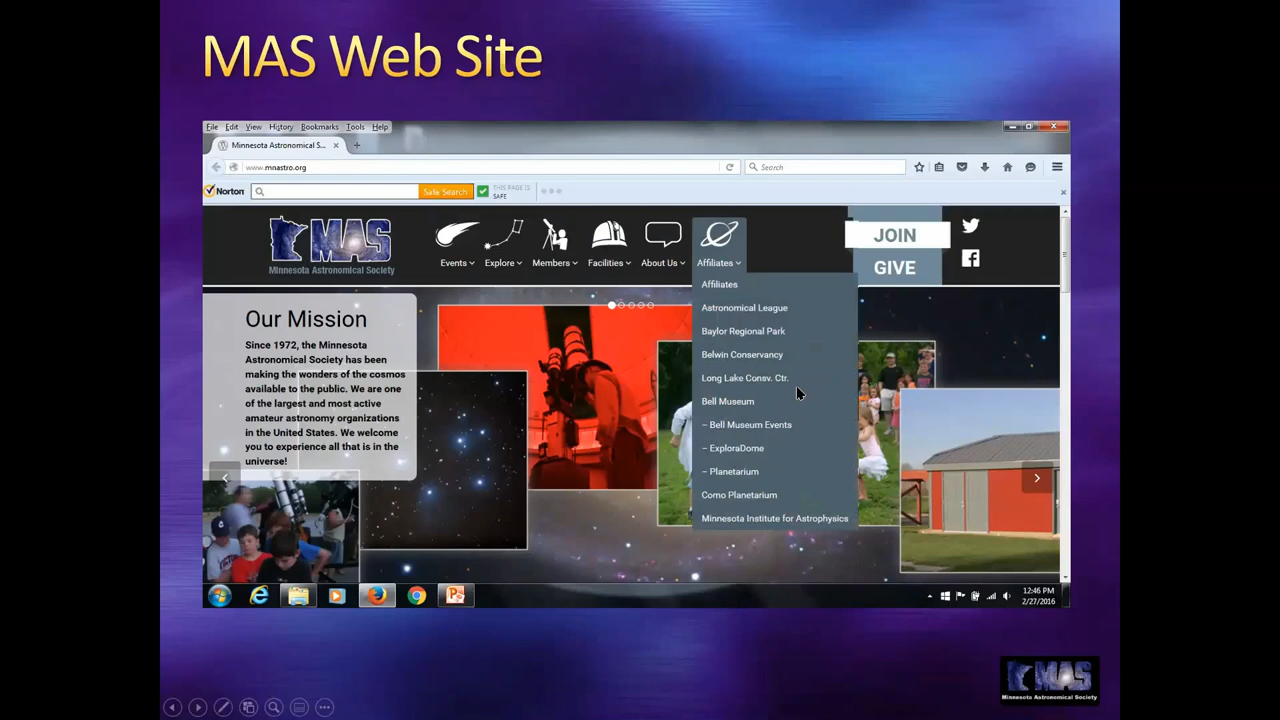 MAS Web Site
File Edit View History Bookmarks Tools Help
Minnesota Astronomical S...
www.mnastro.org
Search
Norton
Safe Search
THIS PAGE IS
SAFE
MAS
Minnesota Astronomical Society
Events
Explore
Members
Facilities
About Us
Affiliates
JOIN
GIVE
Affiliates
Astronomical League
Baylor Regional Park
Belwin Conservancy
Long Lake Consv. Ctr.
Bell Museum
– Bell Museum Events
– ExploraDome
– Planetarium
Como Planetarium
Minnesota Institute for Astrophysics
Our Mission
Since 1972, the Minnesota
Astronomical Society has been
making the wonders of the cosmos
available to the public. We are one
of the largest and most active
amateur astronomy organizations
in the United States. We welcome
you to experience all that is in the
universe!
12:46 PM
2/27/2016
MAS
Minnesota Astronomical Society